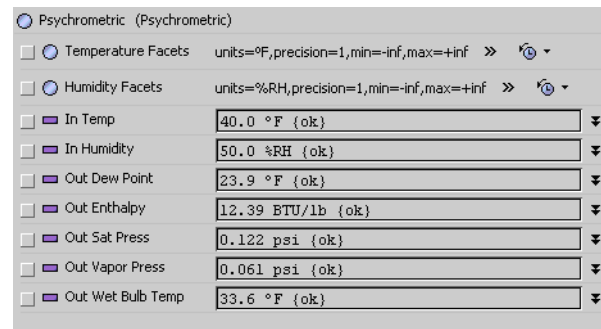 Psychrometric (Psychrometric)
Temperature Facets units=ºF,precision=1,min=-inf,max=+inf »
Humidity Facets units=%RH,precision=1,min=-inf,max=+inf »
In Temp 40.0 °F {ok}
In Humidity 50.0 %RH {ok}
Out Dew Point 23.9 °F {ok}
Out Enthalpy 12.39 BTU/lb {ok}
Out Sat Press 0.122 psi {ok}
Out Vapor Press 0.061 psi {ok}
Out Wet Bulb Temp 33.6 °F {ok}